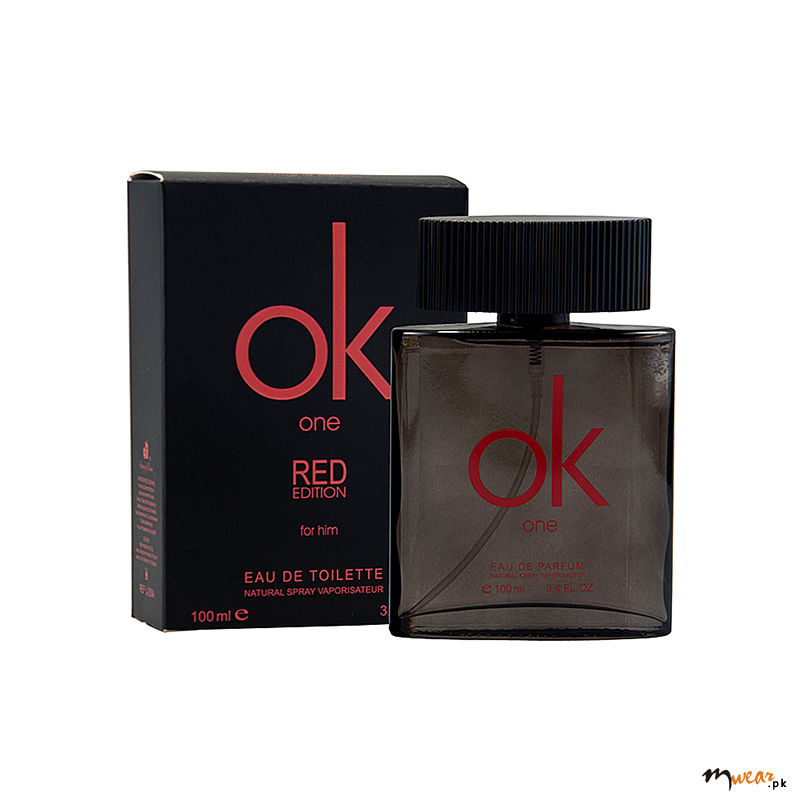 ok
one
RED
EDITION
for him
EAU DE TOILETTE
NATURAL SPRAY VAPORISATEUR
100 ml e
3.
ok
one
EAU DE PARFUM
NATURAL SPRAY VAPORISATEUR
e 100 ml 3.4 FL.OZ
mwear.pk